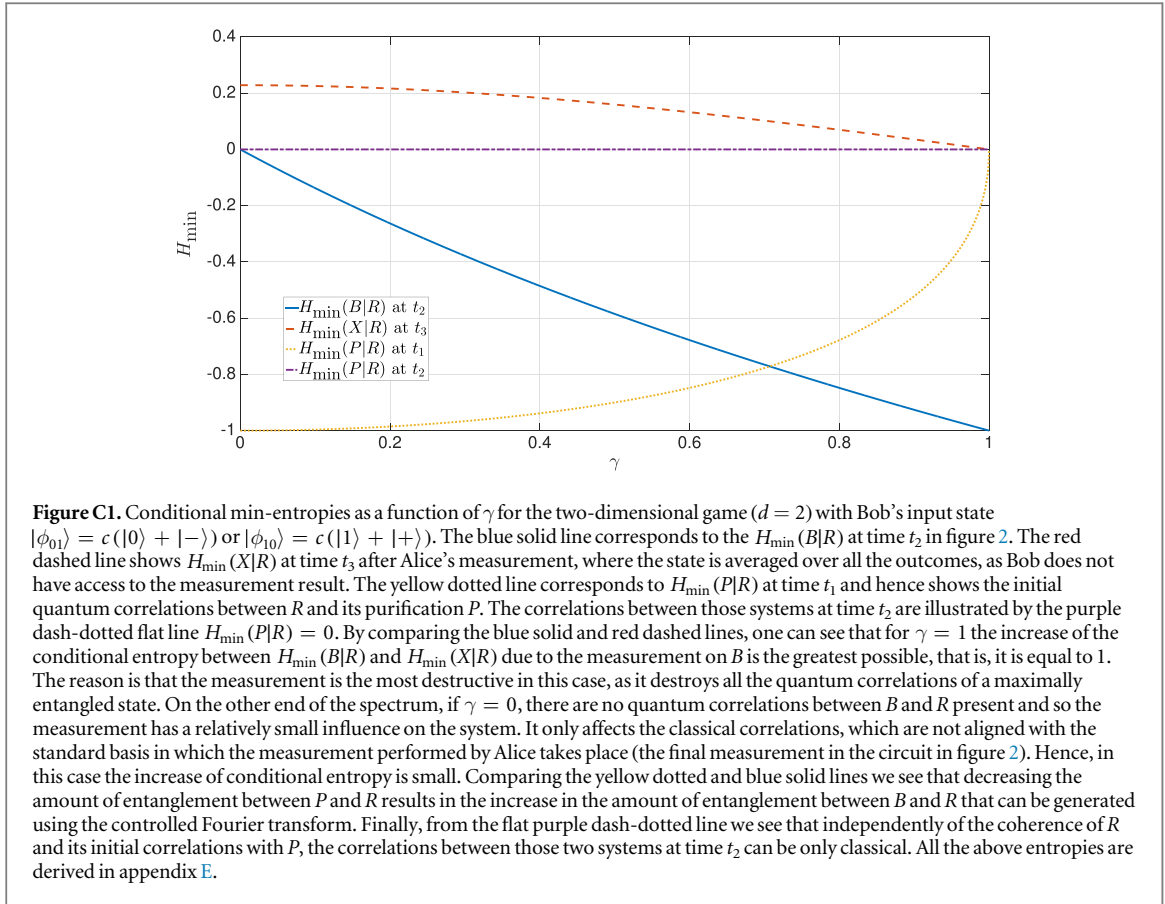 0.4
0.2
0
-0.2
-0.4
-0.6
-0.8
-1
H_min
H_min(B|R) at t_2
H_min(X|R) at t_3
H_min(P|R) at t_1
H_min(P|R) at t_2
0 0.2 0.4 0.6 0.8 1
γ
Figure C1. Conditional min-entropies as a function of γ for the two-dimensional game (d = 2) with Bob's input state
|ϕ_01⟩ = c(|0⟩ + |−⟩) or |ϕ_10⟩ = c(|1⟩ + |+⟩). The blue solid line corresponds to the H_min(B|R) at time t_2 in figure 2. The red
dashed line shows H_min(X|R) at time t_3 after Alice's measurement, where the state is averaged over all the outcomes, as Bob does not
have access to the measurement result. The yellow dotted line corresponds to H_min(P|R) at time t_1 and hence shows the initial
quantum correlations between R and its purification P. The correlations between those systems at time t_2 are illustrated by the purple
dash-dotted flat line H_min(P|R) = 0. By comparing the blue solid and red dashed lines, one can see that for γ = 1 the increase of the
conditional entropy between H_min(B|R) and H_min(X|R) due to the measurement on B is the greatest possible, that is, it is equal to 1.
The reason is that the measurement is the most destructive in this case, as it destroys all the quantum correlations of a maximally
entangled state. On the other end of the spectrum, if γ = 0, there are no quantum correlations between B and R present and so the
measurement has a relatively small influence on the system. It only affects the classical correlations, which are not aligned with the
standard basis in which the measurement performed by Alice takes place (the final measurement in the circuit in figure 2). Hence, in
this case the increase of conditional entropy is small. Comparing the yellow dotted and blue solid lines we see that decreasing the
amount of entanglement between P and R results in the increase in the amount of entanglement between B and R that can be generated
using the controlled Fourier transform. Finally, from the flat purple dash-dotted line we see that independently of the coherence of R
and its initial correlations with P, the correlations between those two systems at time t_2 can be only classical. All the above entropies are
derived in appendix E.